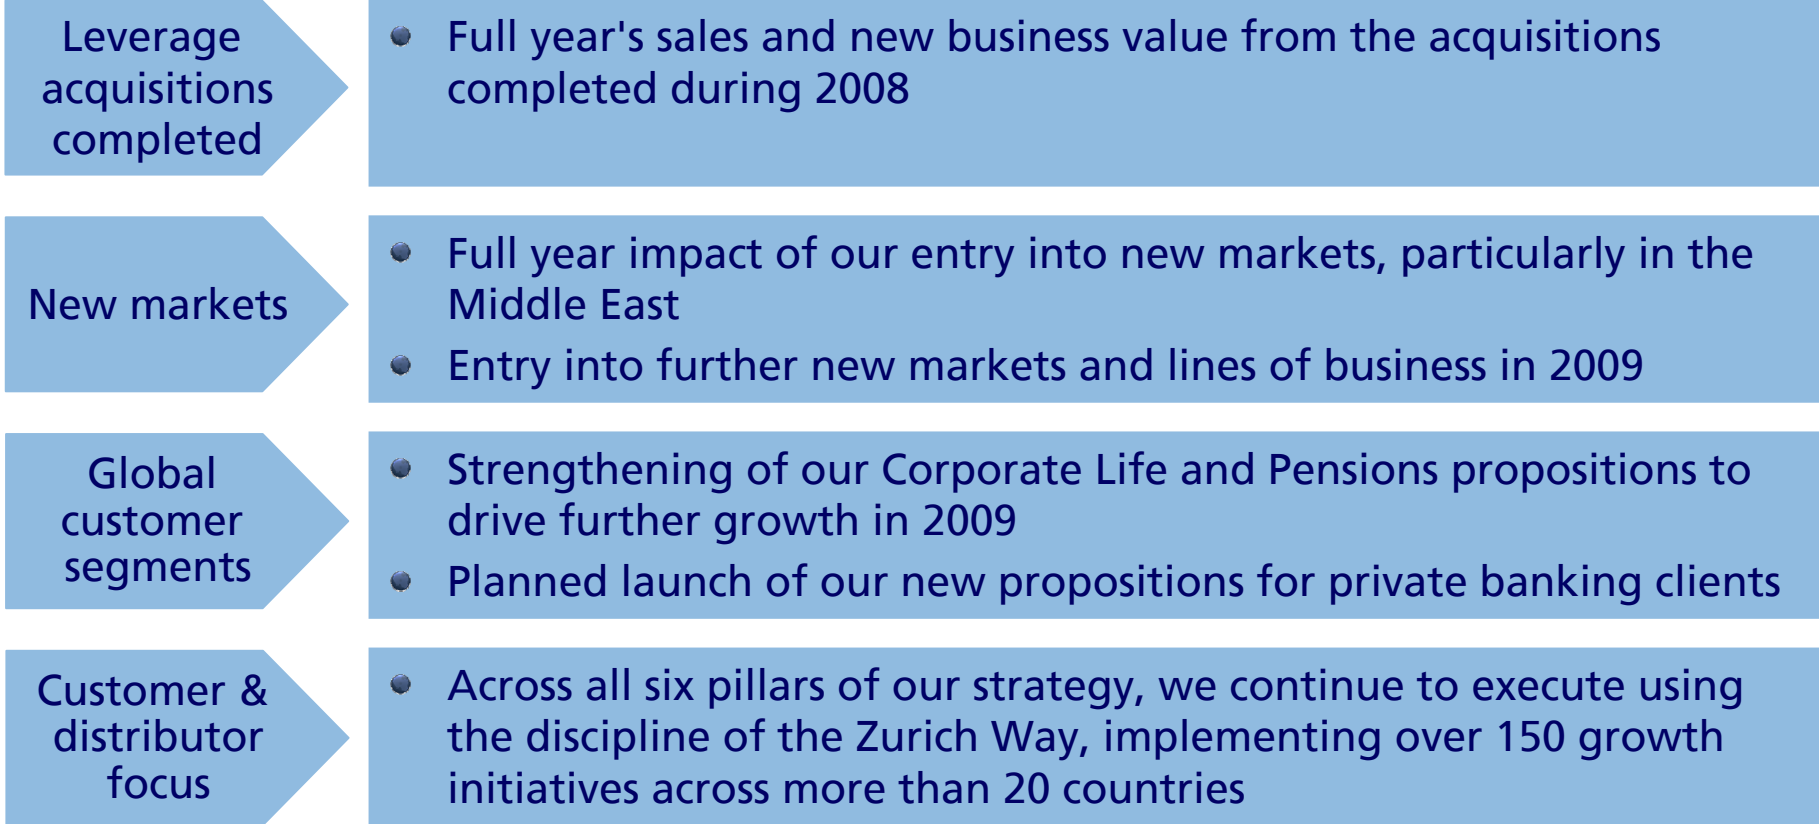 Leverage
acquisitions
completed
Full year's sales and new business value from the acquisitions
completed during 2008
New markets
Full year impact of our entry into new markets, particularly in the
Middle East
Entry into further new markets and lines of business in 2009
Global
customer
segments
Strengthening of our Corporate Life and Pensions propositions to
drive further growth in 2009
Planned launch of our new propositions for private banking clients
Customer &
distributor
focus
Across all six pillars of our strategy, we continue to execute using
the discipline of the Zurich Way, implementing over 150 growth
initiatives across more than 20 countries